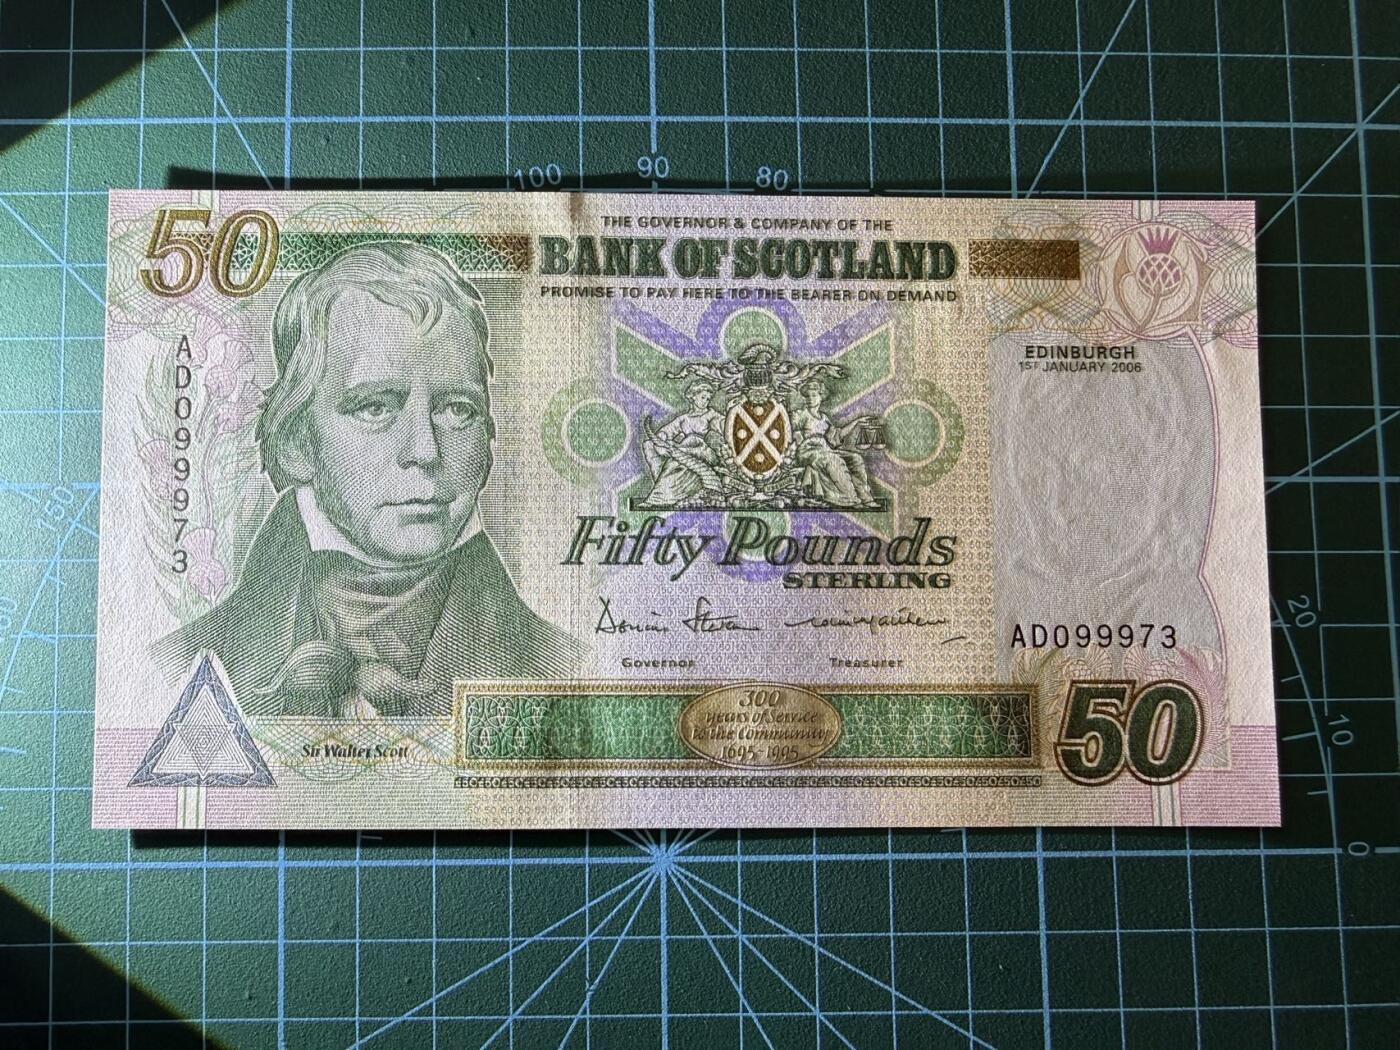 100
90
80
50
THE GOVERNOR & COMPANY OF THE
BANK OF SCOTLAND
PROMISE TO PAY HERE TO THE BEARER ON DEMAND
AD099973
EDINBURGH
1ST JANUARY 2006
Fifty Pounds
STERLING
Governor
Treasurer
AD099973
300
years of Service
to the Community
1695-1995
50
Sir Walter Scott
150
20
10
0